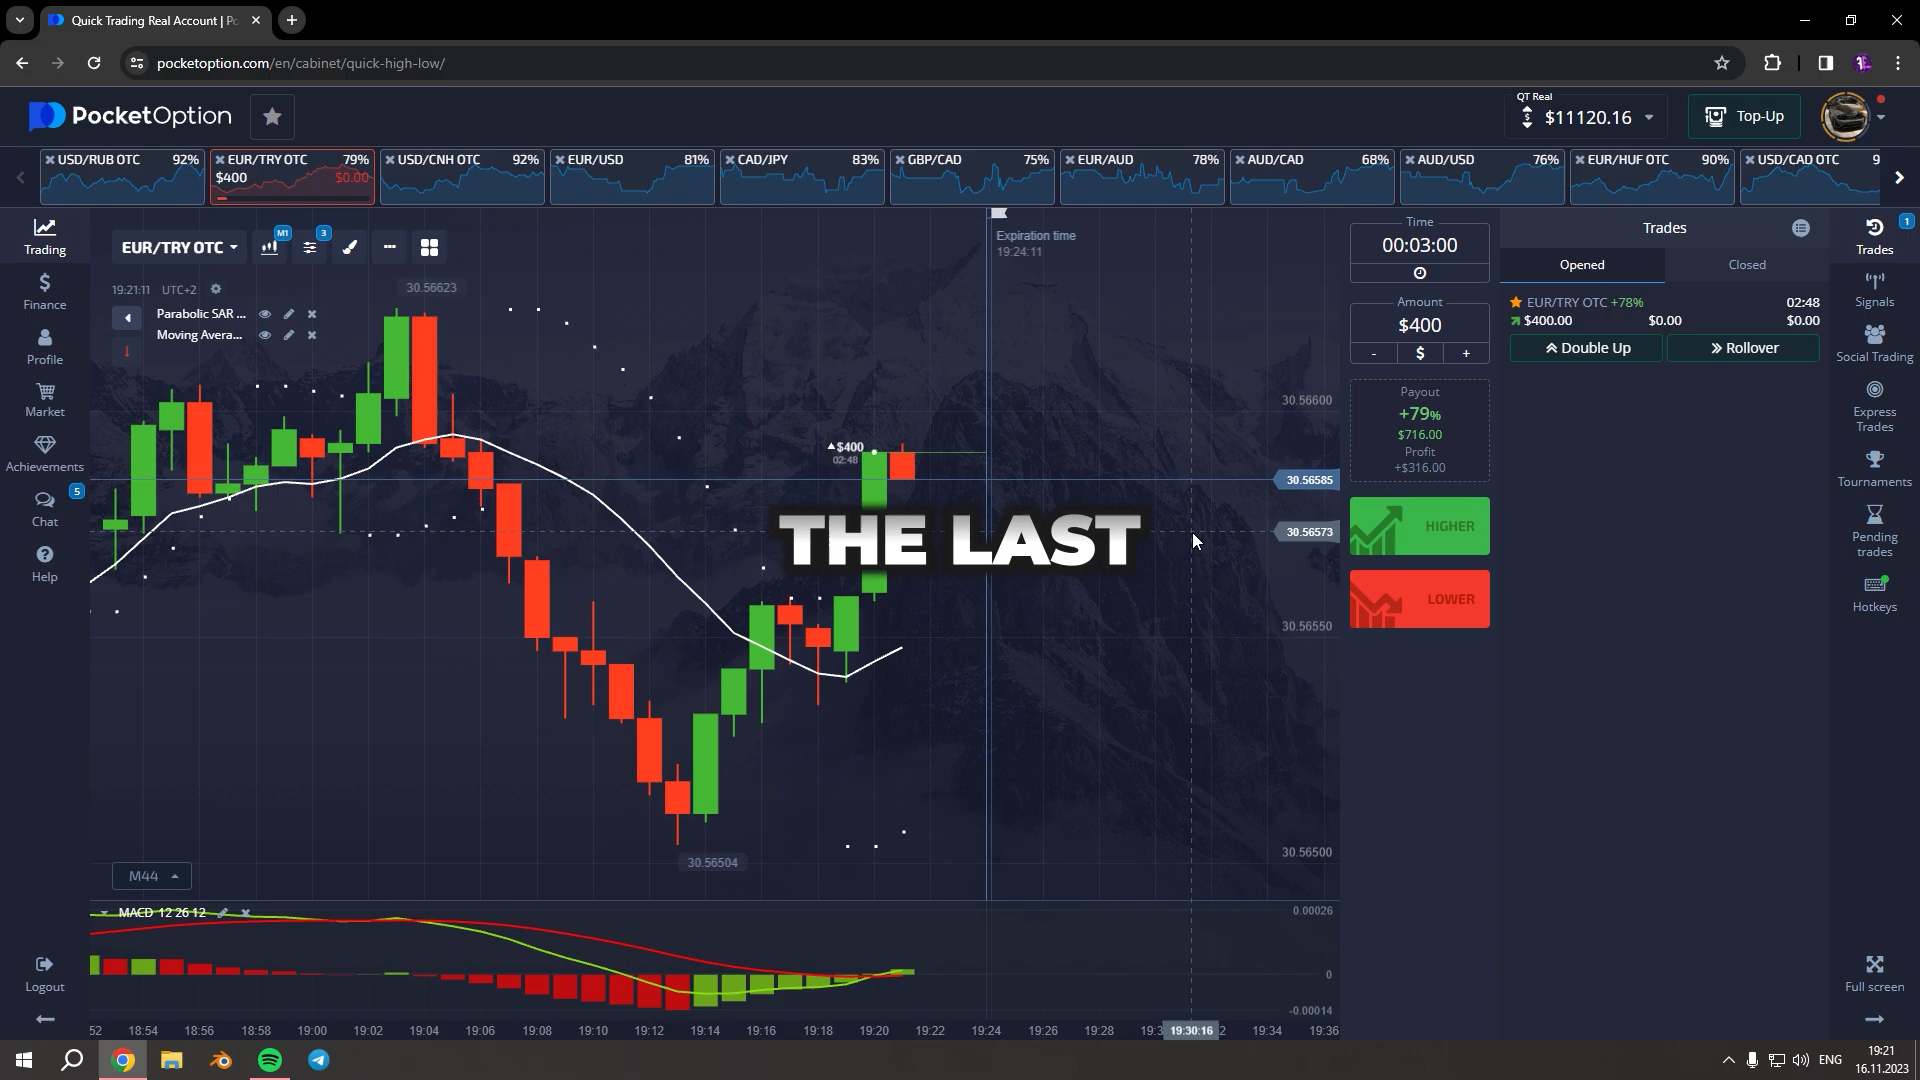 Quick Trading Real Account | Po
pocketoption.com/en/cabinet/quick-high-low/
PocketOption
QT Real
$11120.16
Top-Up
USD/RUB OTC 92%
EUR/TRY OTC 79%
$400 $0.00
USD/CNH OTC 92%
EUR/USD 81%
CAD/JPY 83%
GBP/CAD 75%
EUR/AUD 78%
AUD/CAD 68%
AUD/USD 76%
EUR/HUF OTC 90%
USD/CAD OTC 9
Trading
Finance
Profile
Market
Achievements
5
Chat
Help
Logout
EUR/TRY OTC
M1
3
19:21:11 UTC+2
Parabolic SAR ...
Moving Avera...
30.56623
Expiration time
19:24:11
$400
02:48
THE LAST
30.56600
30.56585
30.56573
30.56550
30.56500
30.56504
M44
MACD 12 26 12
0.00026
0
-0.00014
52 18:54 18:56 18:58 19:00 19:02 19:04 19:06 19:08 19:10 19:12 19:14 19:16 19:18 19:20 19:22 19:24 19:26 19:28 19:3 19:30:16 2 19:34 19:36
Time
00:03:00
Amount
$400
- $ +
Payout
+79%
$716.00
Profit
+$316.00
HIGHER
LOWER
Trades
Opened Closed
EUR/TRY OTC +78% 02:48
$400.00 $0.00 $0.00
Double Up Rollover
1
Trades
Signals
Social Trading
Express
Trades
Tournaments
Pending
trades
Hotkeys
Full screen
ENG
19:21
16.11.2023